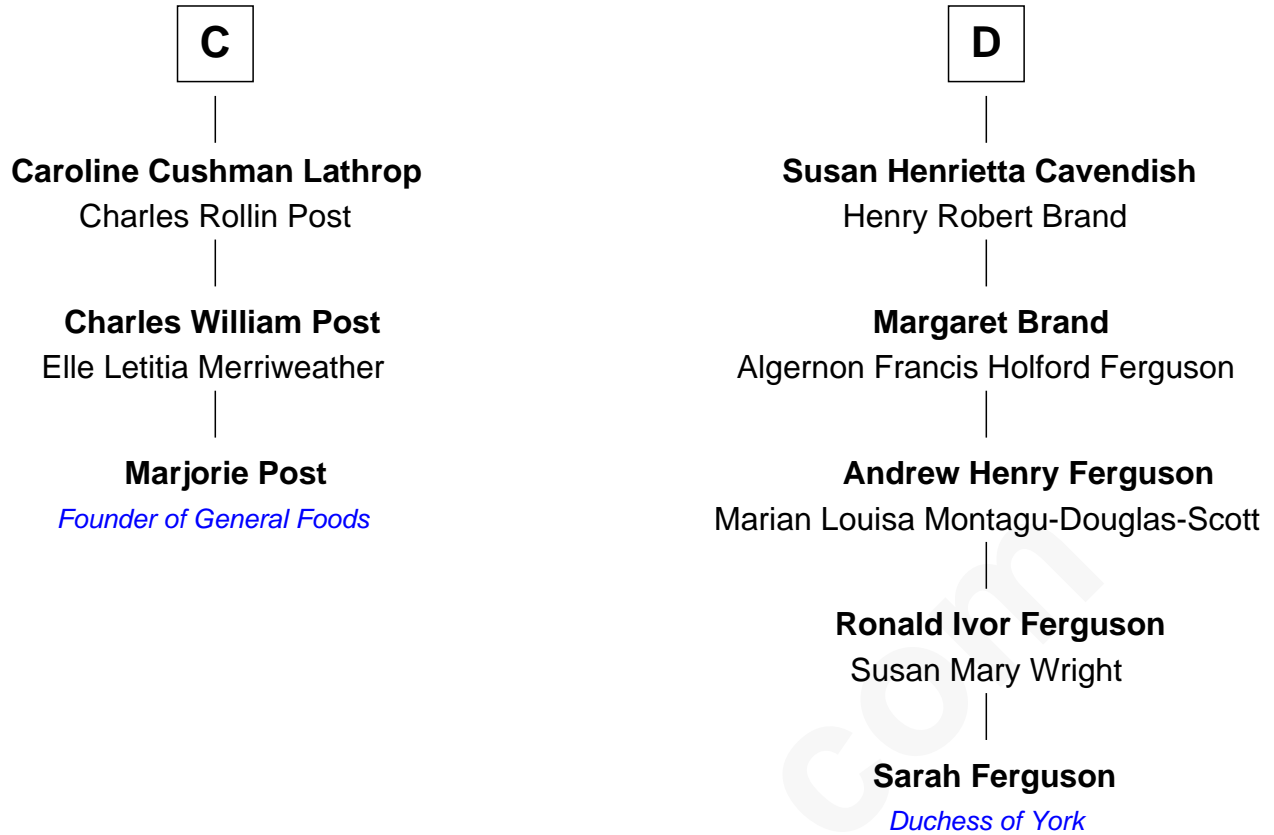 C
Caroline Cushman Lathrop
Charles Rollin Post
Charles William Post
Elle Letitia Merriweather
Marjorie Post
Founder of General Foods
D
Susan Henrietta Cavendish
Henry Robert Brand
Margaret Brand
Algernon Francis Holford Ferguson
Andrew Henry Ferguson
Marian Louisa Montagu-Douglas-Scott
Ronald Ivor Ferguson
Susan Mary Wright
Sarah Ferguson
Duchess of York
com